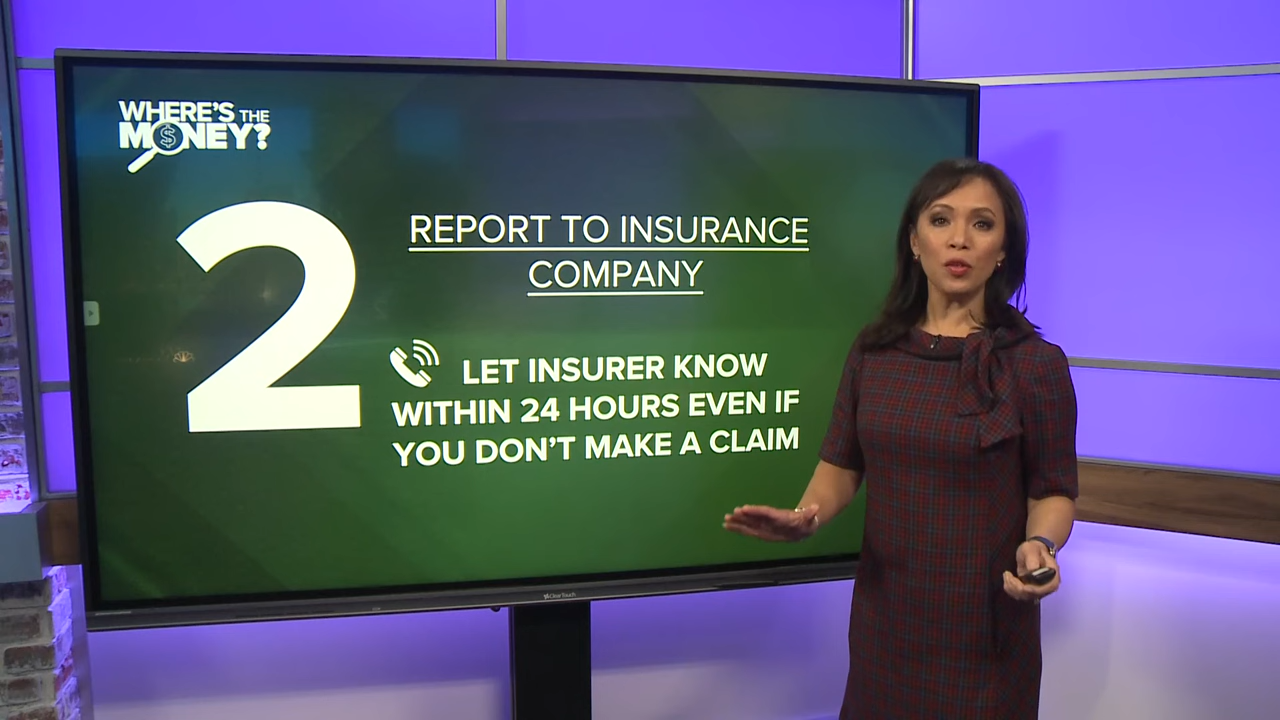 WHERE'S THE
MONEY?
2
REPORT TO INSURANCE
COMPANY
LET INSURER KNOW
WITHIN 24 HOURS EVEN IF
YOU DON'T MAKE A CLAIM
ClearTouch